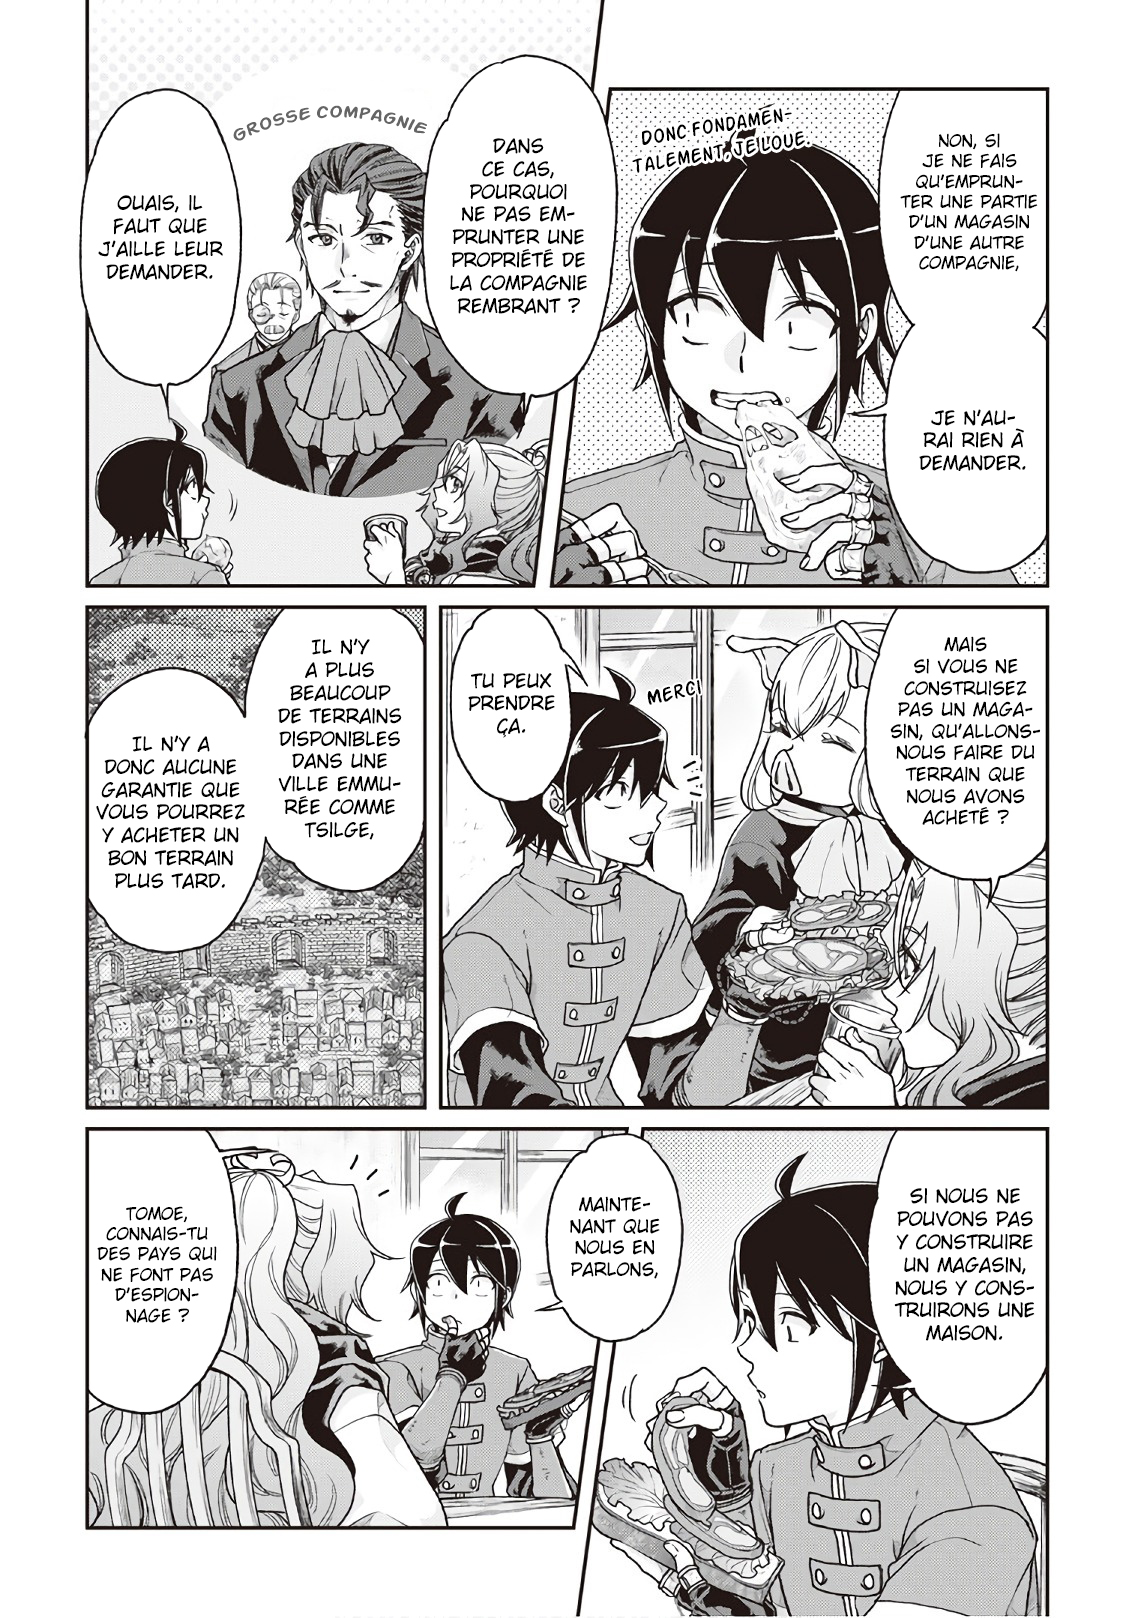 NON, SI
JE NE FAIS
QU'EMPRUN-
TER UNE PARTIE
D'UN MAGASIN
D'UNE AUTRE
COMPAGNIE,
DONC FONDAMEN-
TALEMENT, JE LOUE.
JE N'AU-
RAI RIEN À
DEMANDER.
DANS
CE CAS,
POURQUOI
NE PAS EM-
PRUNTER UNE
PROPRIÉTÉ DE
LA COMPAGNIE
REMBRANT ?
GROSSE COMPAGNIE
OUAIS, IL
FAUT QUE
J'AILLE LEUR
DEMANDER.
MAIS
SI VOUS NE
CONSTRUISEZ
PAS UN MAGA-
SIN, QU'ALLONS-
NOUS FAIRE DU
TERRAIN QUE
NOUS AVONS
ACHETÉ ?
MERCI
TU PEUX
PRENDRE
ÇA.
IL N'Y
A PLUS
BEAUCOUP
DE TERRAINS
DISPONIBLES
DANS UNE
VILLE EMMU-
RÉE COMME
TSILGE,
IL N'Y A
DONC AUCUNE
GARANTIE QUE
VOUS POURREZ
Y ACHETER UN
BON TERRAIN
PLUS TARD.
SI NOUS NE
POUVONS PAS
Y CONSTRUIRE
UN MAGASIN,
NOUS Y CONS-
TRUIRONS UNE
MAISON.
MAINTE-
NANT QUE
NOUS EN
PARLONS,
TOMOE,
CONNAIS-TU
DES PAYS QUI
NE FONT PAS
D'ESPION-
NAGE ?